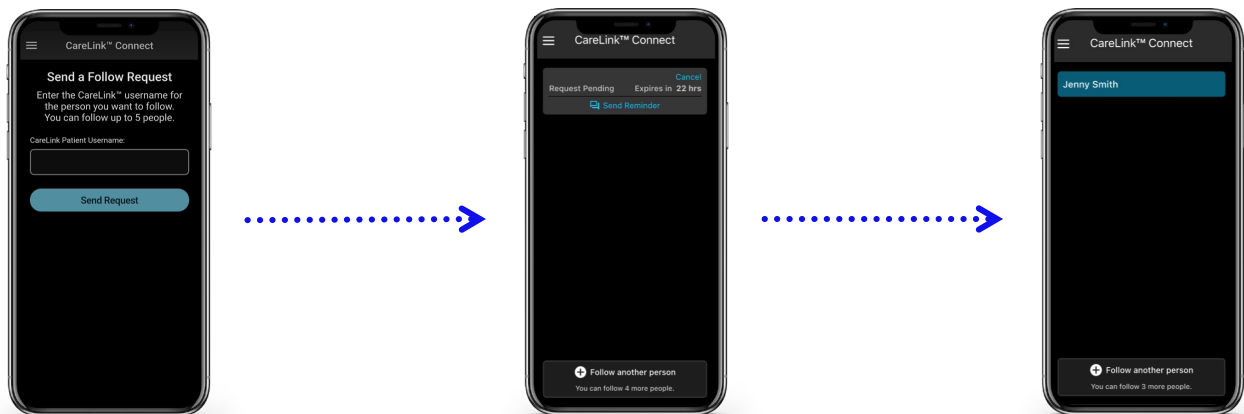 CareLink™ Connect
Send a Follow Request
Enter the CareLink™ username for
the person you want to follow.
You can follow up to 5 people.
CareLink Patient Username:
Send Request
CareLink™ Connect
Cancel
Request Pending Expires in 22 hrs
Send Reminder
Follow another person
You can follow 4 more people.
CareLink™ Connect
Jenny Smith
Follow another person
You can follow 3 more people.